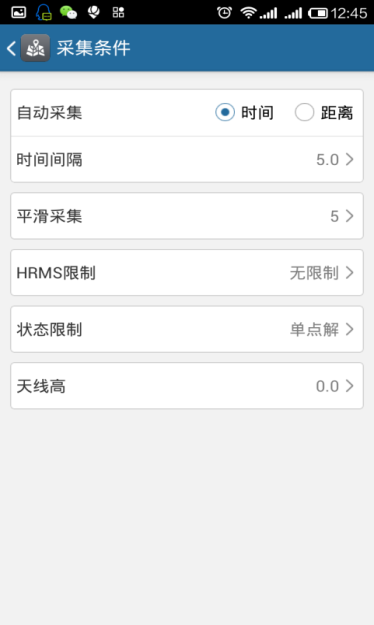 12:45
采集条件
自动采集 时间 距离
时间间隔 5.0
平滑采集 5
HRMS限制 无限制
状态限制 单点解
天线高 0.0